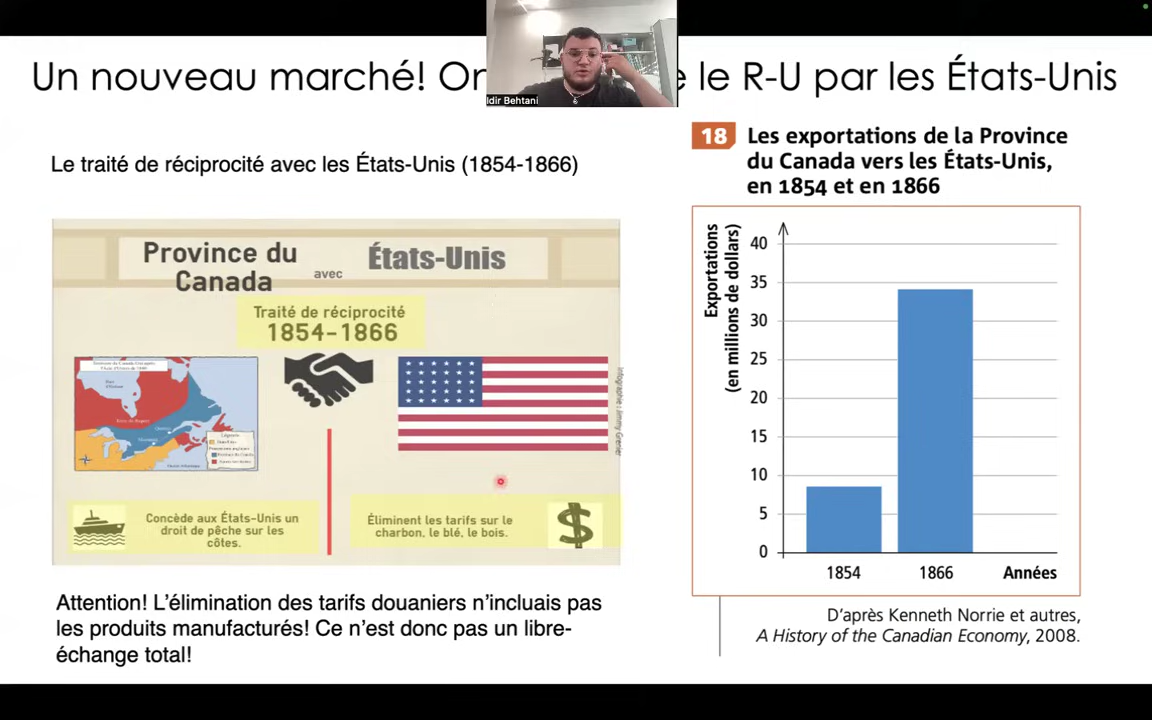 Un nouveau marché! On le R-U par les États-Unis
Idir Behtani
Le traité de réciprocité avec les États-Unis (1854-1866)
Province du
Canada
avec
États-Unis
Traité de réciprocité
1854-1866
Infographie : Jimmy Grenier
Concède aux États-Unis un
droit de pêche sur les
côtes.
Éliminent les tarifs sur le
charbon, le blé, le bois.
$
Attention! L'élimination des tarifs douaniers n'incluais pas
les produits manufacturés! Ce n'est donc pas un libre-
échange total!
18 Les exportations de la Province
du Canada vers les États-Unis,
en 1854 et en 1866
Exportations
(en millions de dollars)
40
35
30
25
20
15
10
5
0
1854 1866 Années
D'après Kenneth Norrie et autres,
A History of the Canadian Economy, 2008.